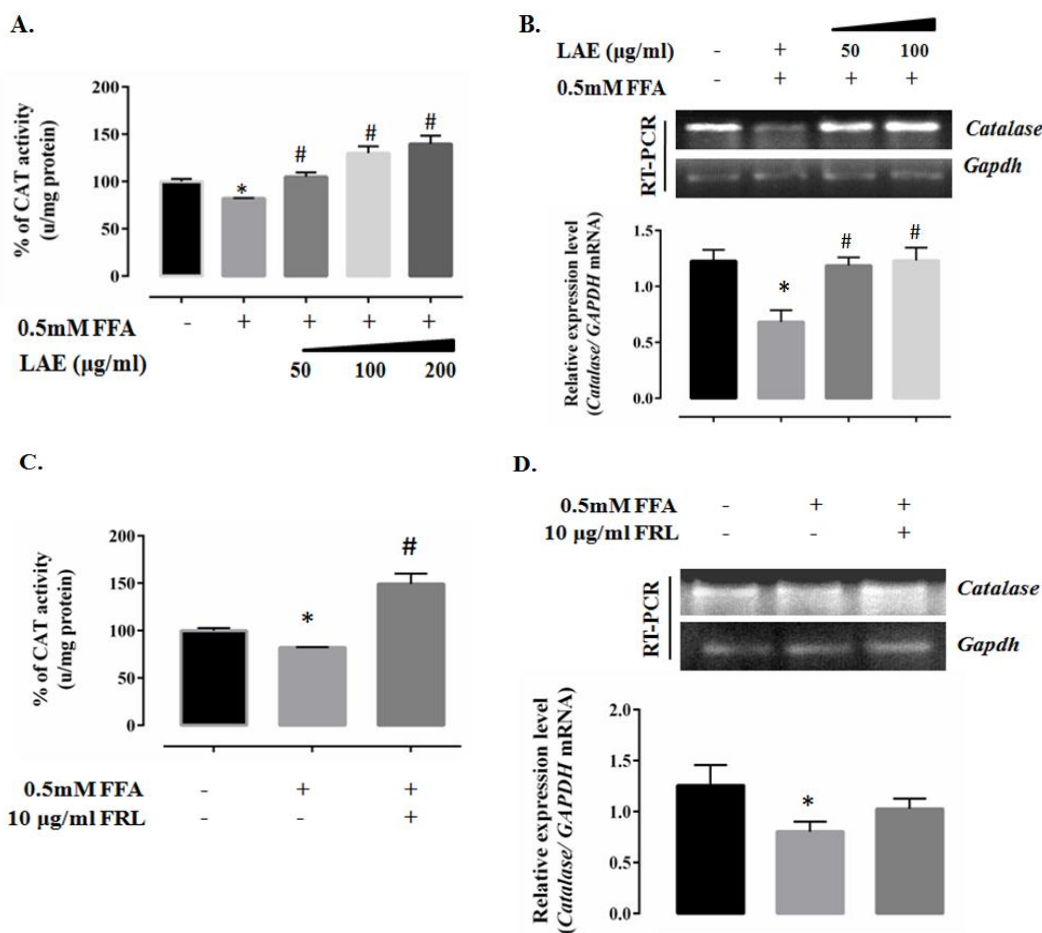 A.
% of CAT activity
(u/mg protein)
200
150
100
50
0
*
#
#
#
0.5mM FFA - + + + +
LAE (µg/ml) 50 100 200
B.
LAE (µg/ml) - + 50 100
0.5mM FFA - + + +
RT-PCR
Catalase
Gapdh
Relative expression level
(Catalase/ GAPDH mRNA)
1.5
1.0
0.5
0.0
*
#
#
C.
% of CAT activity
(u/mg protein)
200
150
100
50
0
*
#
0.5mM FFA - + +
10 µg/ml FRL - - +
D.
0.5mM FFA - + +
10 µg/ml FRL - - +
RT-PCR
Catalase
Gapdh
Relative expression level
(Catalase/ GAPDH mRNA)
2.0
1.5
1.0
0.5
0.0
*